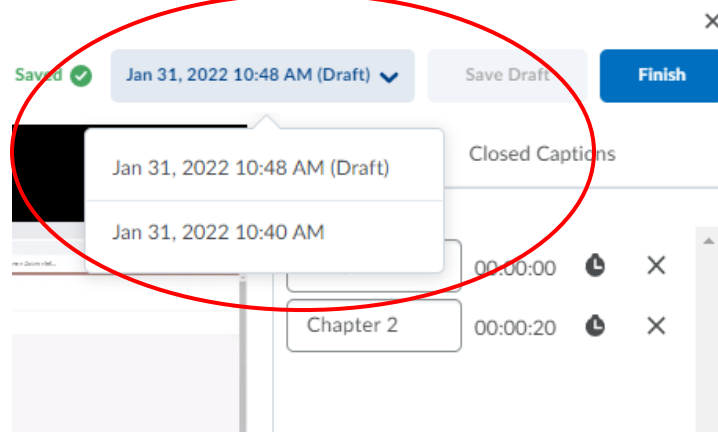 Saved Jan 31, 2022 10:48 AM (Draft) Save Draft Finish
Jan 31, 2022 10:48 AM (Draft)
Closed Captions
Jan 31, 2022 10:40 AM
00:00:00
Chapter 2 00:00:20